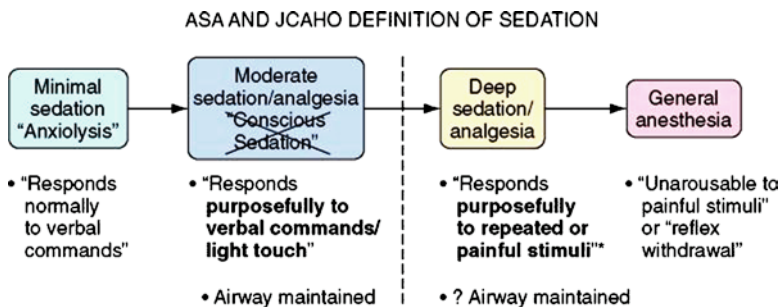 ASA AND JCAHO DEFINITION OF SEDATION
Minimal
sedation
“Anxiolysis”
Moderate
sedation/analgesia
“Conscious
Sedation”
Deep
sedation/
analgesia
General
anesthesia
• “Responds
normally
to verbal
commands”
• “Responds
purposefully to
verbal commands/
light touch”
• Airway maintained
• “Responds
purposefully
to repeated or
painful stimuli”*
• ? Airway maintained
• “Unarousable to
painful stimuli”
or “reflex
withdrawal”